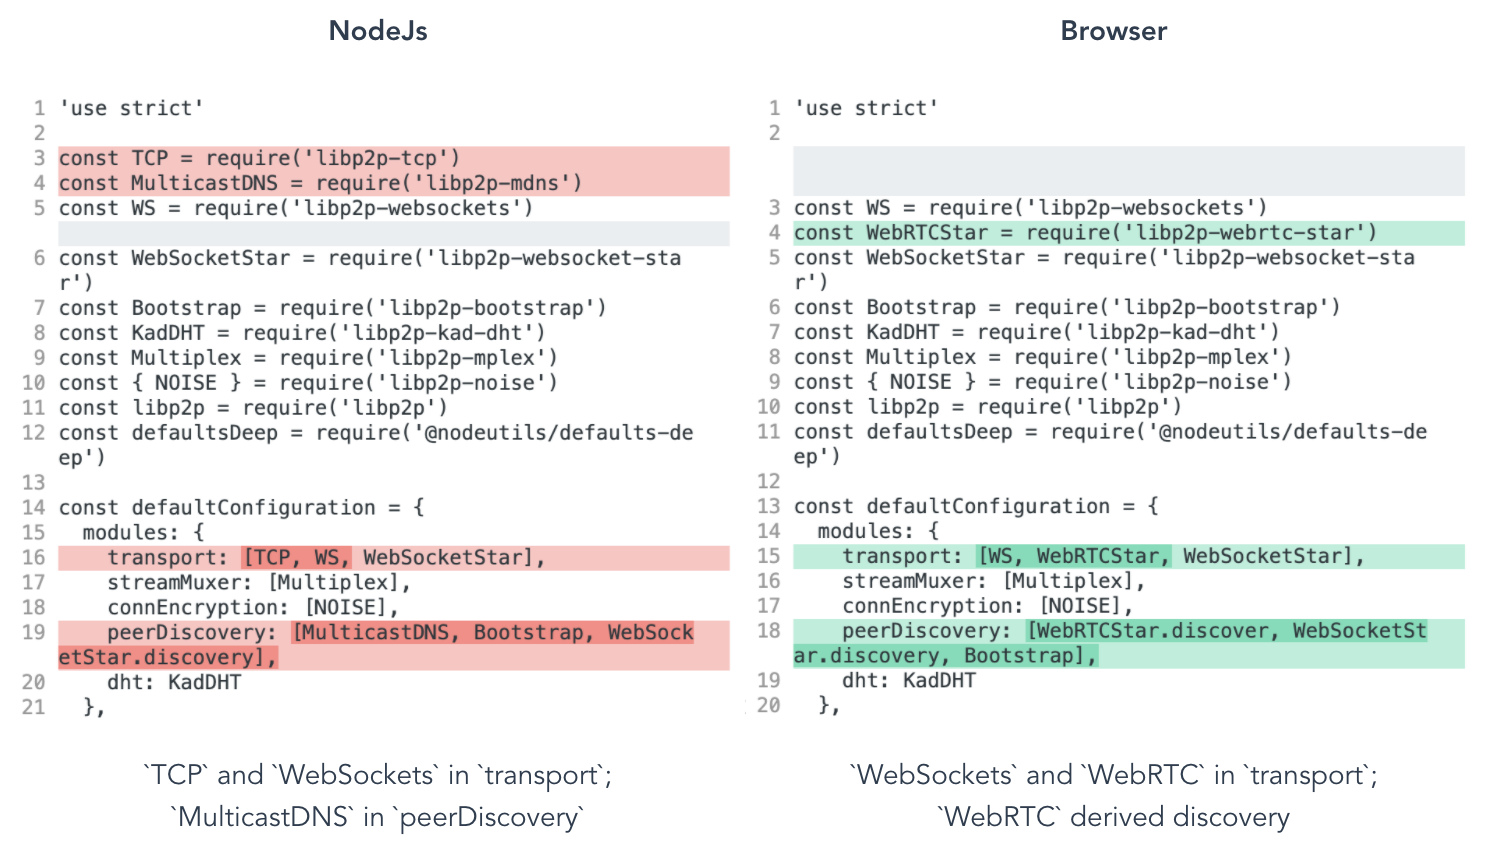 NodeJs
1 'use strict'
2
3 const TCP = require('libp2p-tcp')
4 const MulticastDNS = require('libp2p-mdns')
5 const WS = require('libp2p-websockets')
6 const WebSocketStar = require('libp2p-websocket-sta
r')
7 const Bootstrap = require('libp2p-bootstrap')
8 const KadDHT = require('libp2p-kad-dht')
9 const Multiplex = require('libp2p-mplex')
10 const { NOISE } = require('libp2p-noise')
11 const libp2p = require('libp2p')
12 const defaultsDeep = require('@nodeutils/defaults-de
ep')
13
14 const defaultConfiguration = {
15   modules: {
16     transport: [TCP, WS, WebSocketStar],
17     streamMuxer: [Multiplex],
18     connEncryption: [NOISE],
19     peerDiscovery: [MulticastDNS, Bootstrap, WebSock
etStar.discovery],
20     dht: KadDHT
21   },
`TCP` and `WebSockets` in `transport`;
`MulticastDNS` in `peerDiscovery`
Browser
1 'use strict'
2
3 const WS = require('libp2p-websockets')
4 const WebRTCStar = require('libp2p-webrtc-star')
5 const WebSocketStar = require('libp2p-websocket-sta
r')
6 const Bootstrap = require('libp2p-bootstrap')
7 const KadDHT = require('libp2p-kad-dht')
8 const Multiplex = require('libp2p-mplex')
9 const { NOISE } = require('libp2p-noise')
10 const libp2p = require('libp2p')
11 const defaultsDeep = require('@nodeutils/defaults-de
ep')
12
13 const defaultConfiguration = {
14   modules: {
15     transport: [WS, WebRTCStar, WebSocketStar],
16     streamMuxer: [Multiplex],
17     connEncryption: [NOISE],
18     peerDiscovery: [WebRTCStar.discover, WebSocketSt
ar.discovery, Bootstrap],
19     dht: KadDHT
20   },
`WebSockets` and `WebRTC` in `transport`;
`WebRTC` derived discovery